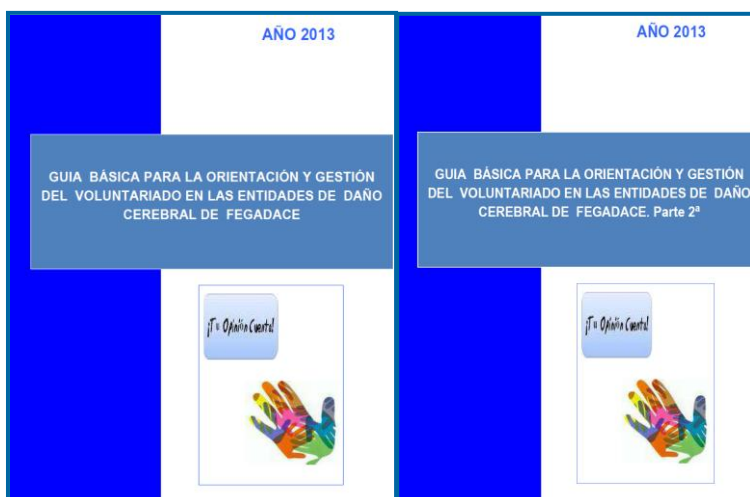 AÑO 2013
GUIA BÁSICA PARA LA ORIENTACIÓN Y GESTIÓN
DEL VOLUNTARIADO EN LAS ENTIDADES DE DAÑO
CEREBRAL DE FEGADACE
¡Tu Opinión Cuenta!
AÑO 2013
GUIA BÁSICA PARA LA ORIENTACIÓN Y GESTIÓN
DEL VOLUNTARIADO EN LAS ENTIDADES DE DAÑO
CEREBRAL DE FEGADACE. Parte 2ª
¡Tu Opinión Cuenta!